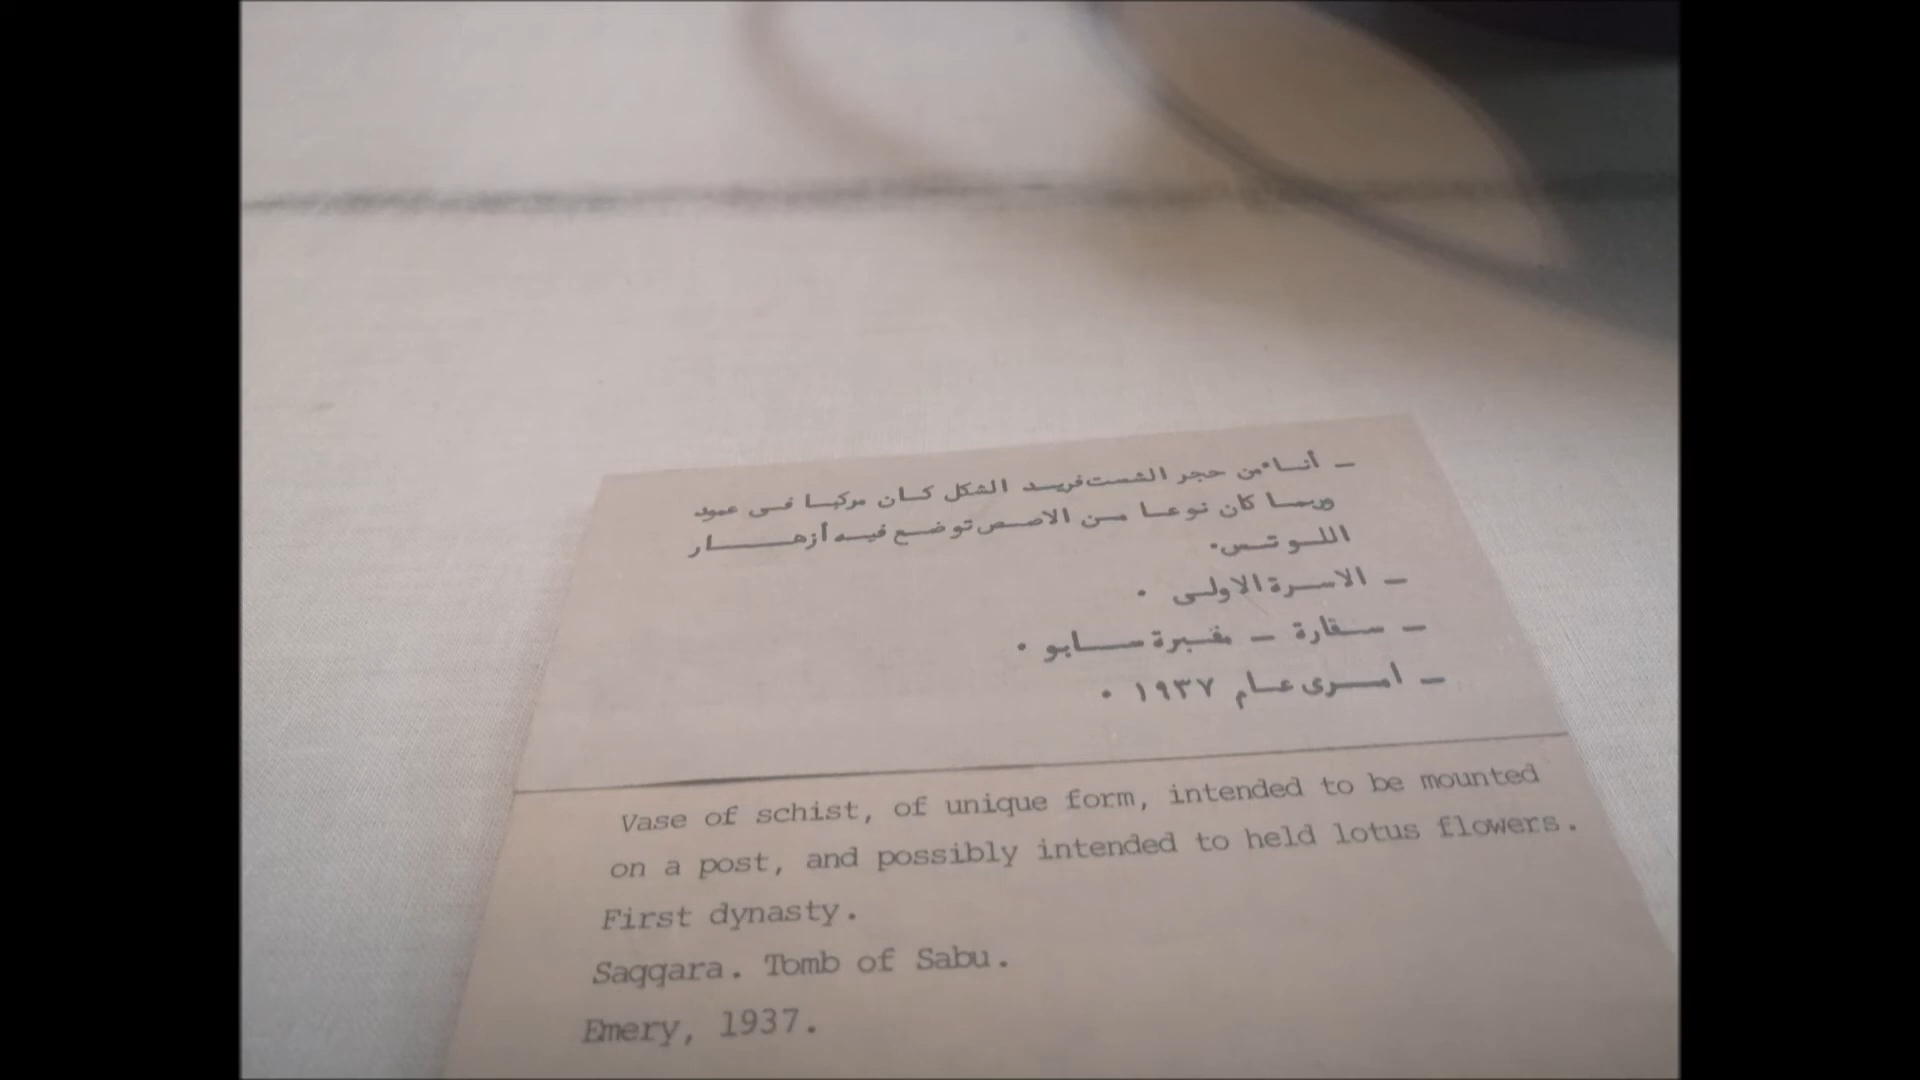 – أناء من حجر الشست فريد الشكل كان مركبا فى عمود
وربما كان نوعا من الاصص توضع فيه أزهار
اللوتس.
– الاسرة الاولى .
– سقارة – مقبرة سابو .
– امرى عام ١٩٣٧ .
Vase of schist, of unique form, intended to be mounted
on a post, and possibly intended to held lotus flowers.
First dynasty.
Saqqara. Tomb of Sabu.
Emery, 1937.